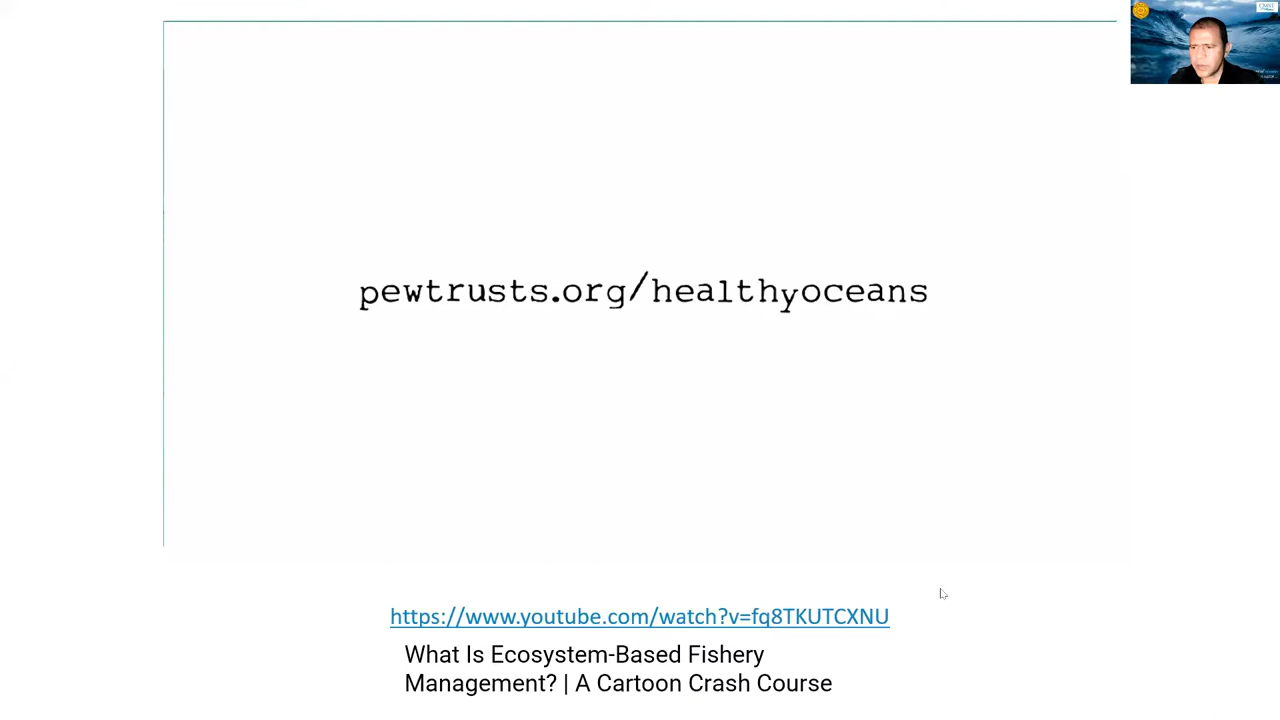 pewtrusts.org/healthyoceans
https://www.youtube.com/watch?v=fq8TKUTCXNU
What Is Ecosystem-Based Fishery
Management? | A Cartoon Crash Course